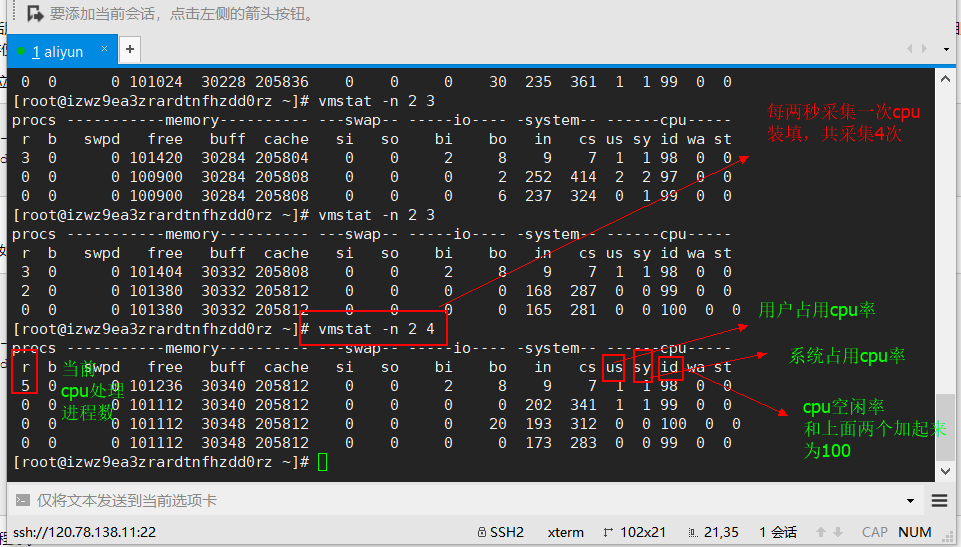 要添加当前会话，点击左侧的箭头按钮。
1 aliyun × +
0 0 0 101024 30228 205836 0 0 0 30 235 361 1 1 99 0 0
[root@izwz9ea3zrardtnfhzdd0rz ~]# vmstat -n 2 3
procs -----------memory---------- ---swap-- -----io---- -system-- ------cpu-----
r b swpd free buff cache si so bi bo in cs us sy id wa st
3 0 0 101420 30284 205804 0 0 2 8 9 7 1 1 98 0 0
0 0 0 100900 30284 205808 0 0 0 2 252 414 2 2 97 0 0
0 0 0 100900 30284 205808 0 0 0 6 237 324 0 1 99 0 0
[root@izwz9ea3zrardtnfhzdd0rz ~]# vmstat -n 2 3
procs -----------memory---------- ---swap-- -----io---- -system-- ------cpu-----
r b swpd free buff cache si so bi bo in cs us sy id wa st
3 0 0 101404 30332 205808 0 0 2 8 9 7 1 1 98 0 0
2 0 0 101380 30332 205812 0 0 0 0 168 287 0 0 99 0 0
0 0 0 101380 30332 205812 0 0 0 0 165 281 0 0 100 0 0
[root@izwz9ea3zrardtnfhzdd0rz ~]# vmstat -n 2 4
procs -----------memory---------- ---swap-- -----io---- -system-- ------cpu-----
r b swpd free buff cache si so bi bo in cs us sy id wa st
5 0 0 101236 30340 205812 0 0 2 8 9 7 1 1 98 0 0
0 0 0 101112 30340 205812 0 0 0 0 202 341 1 1 99 0 0
0 0 0 101112 30348 205812 0 0 0 20 193 312 0 0 100 0 0
0 0 0 101112 30348 205812 0 0 0 0 173 283 0 0 99 0 0
[root@izwz9ea3zrardtnfhzdd0rz ~]#
每两秒采集一次cpu
装填，共采集4次
用户占用cpu率
系统占用cpu率
cpu空闲率
和上面两个加起来
为100
当前
cpu处理
进程数
仅将文本发送到当前选项卡
ssh://120.78.138.11:22 SSH2 xterm 102x21 21,35 1 会话 CAP NUM